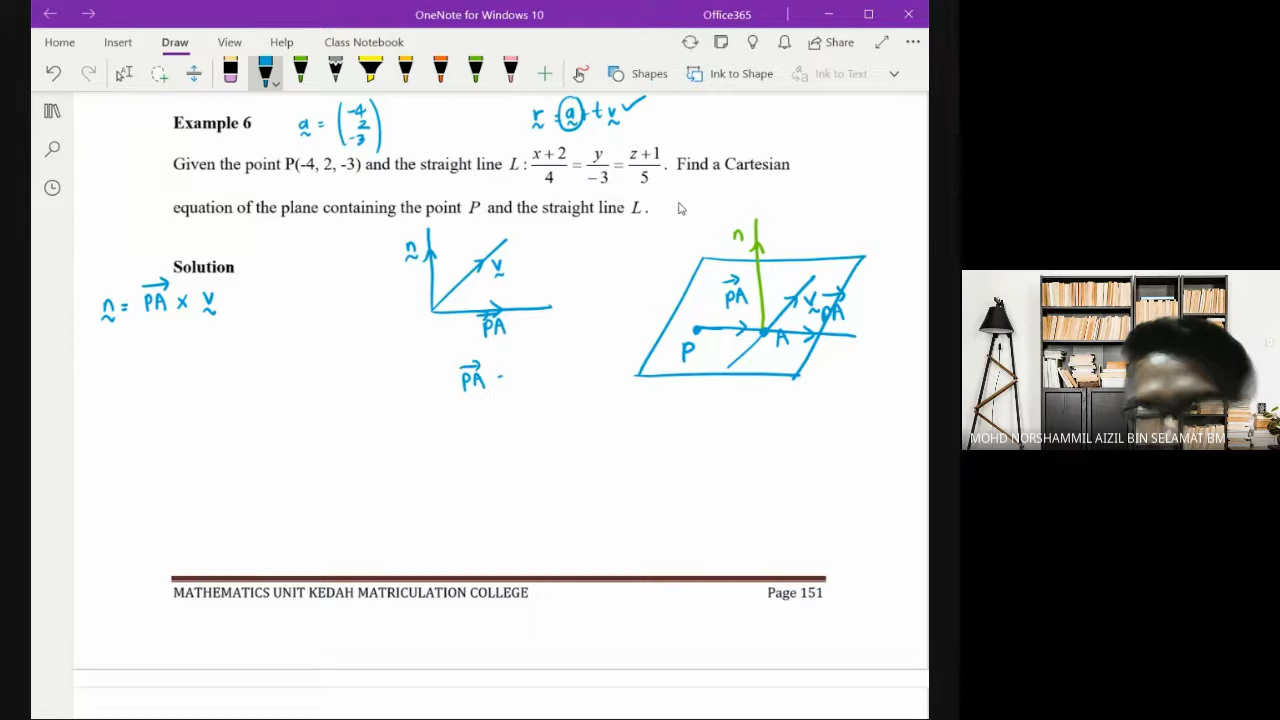 OneNote for Windows 10
Office365
Home Insert Draw View Help Class Notebook
Share
Shapes Ink to Shape Ink to Text
Example 6
a = (-4 2 -3)
r = a + t v ✓
Given the point P(-4, 2, -3) and the straight line L : x + 2 / 4 = y / -3 = z + 1 / 5 . Find a Cartesian
equation of the plane containing the point P and the straight line L .
Solution
n = PA × v
n
v
PA
PA -
n
PA
v
PA
P
A
MOHD NORSHAMMIL AIZIL BIN SELAMAT BM
MATHEMATICS UNIT KEDAH MATRICULATION COLLEGE
Page 151